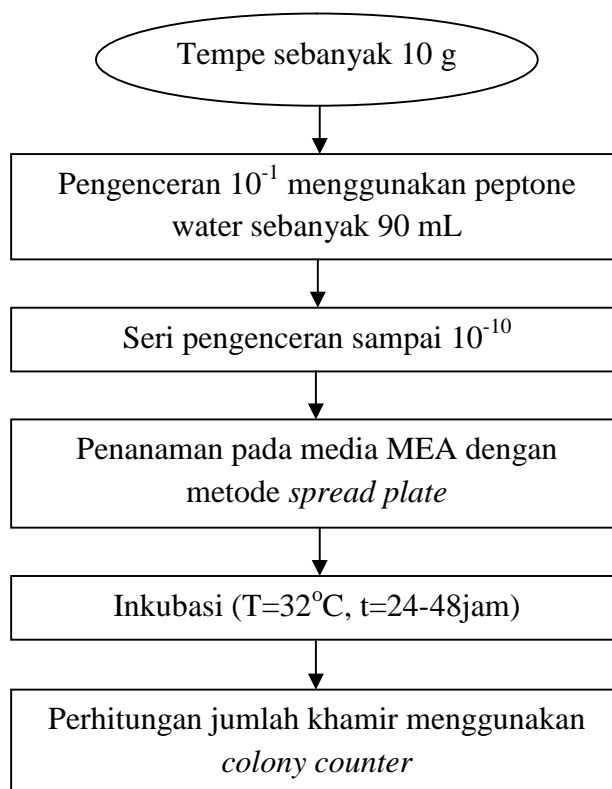 Tempe sebanyak 10 g
Pengenceran 10⁻¹ menggunakan peptone
water sebanyak 90 mL
Seri pengenceran sampai 10⁻¹⁰
Penanaman pada media MEA dengan
metode spread plate
Inkubasi (T=32°C, t=24-48jam)
Perhitungan jumlah khamir menggunakan
colony counter